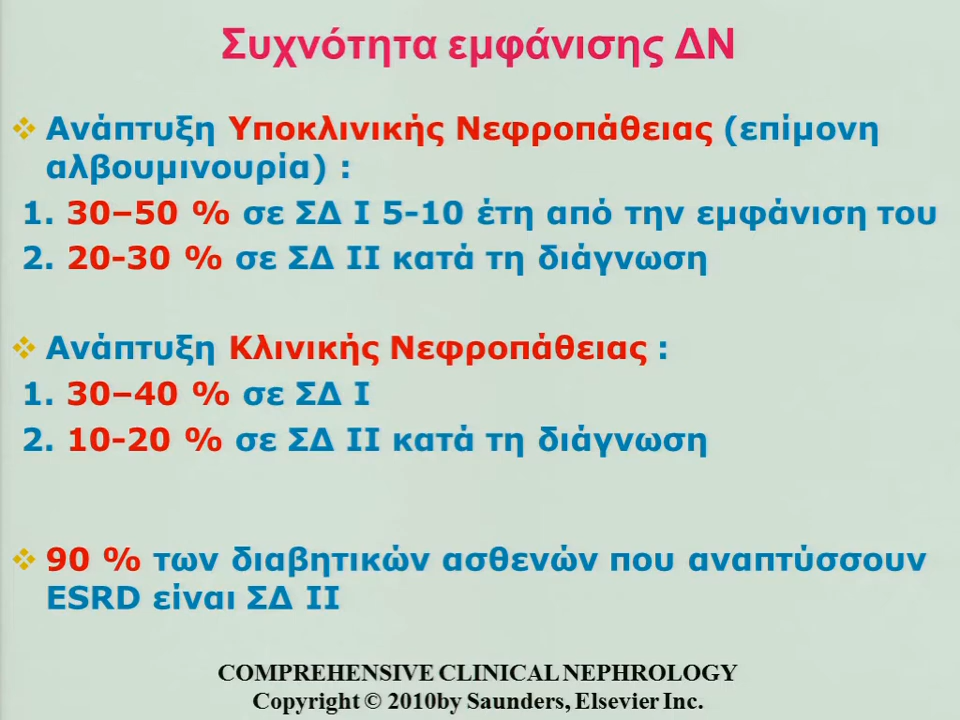 Συχνότητα εμφάνισης ΔΝ
❖ Ανάπτυξη Υποκλινικής Νεφροπάθειας (επίμονη
αλβουμινουρία) :
1. 30–50 % σε ΣΔ Ι 5-10 έτη από την εμφάνιση του
2. 20-30 % σε ΣΔ ΙΙ κατά τη διάγνωση
❖ Ανάπτυξη Κλινικής Νεφροπάθειας :
1. 30–40 % σε ΣΔ Ι
2. 10-20 % σε ΣΔ ΙΙ κατά τη διάγνωση
❖ 90 % των διαβητικών ασθενών που αναπτύσσουν
ESRD είναι ΣΔ ΙΙ
COMPREHENSIVE CLINICAL NEPHROLOGY
Copyright © 2010by Saunders, Elsevier Inc.